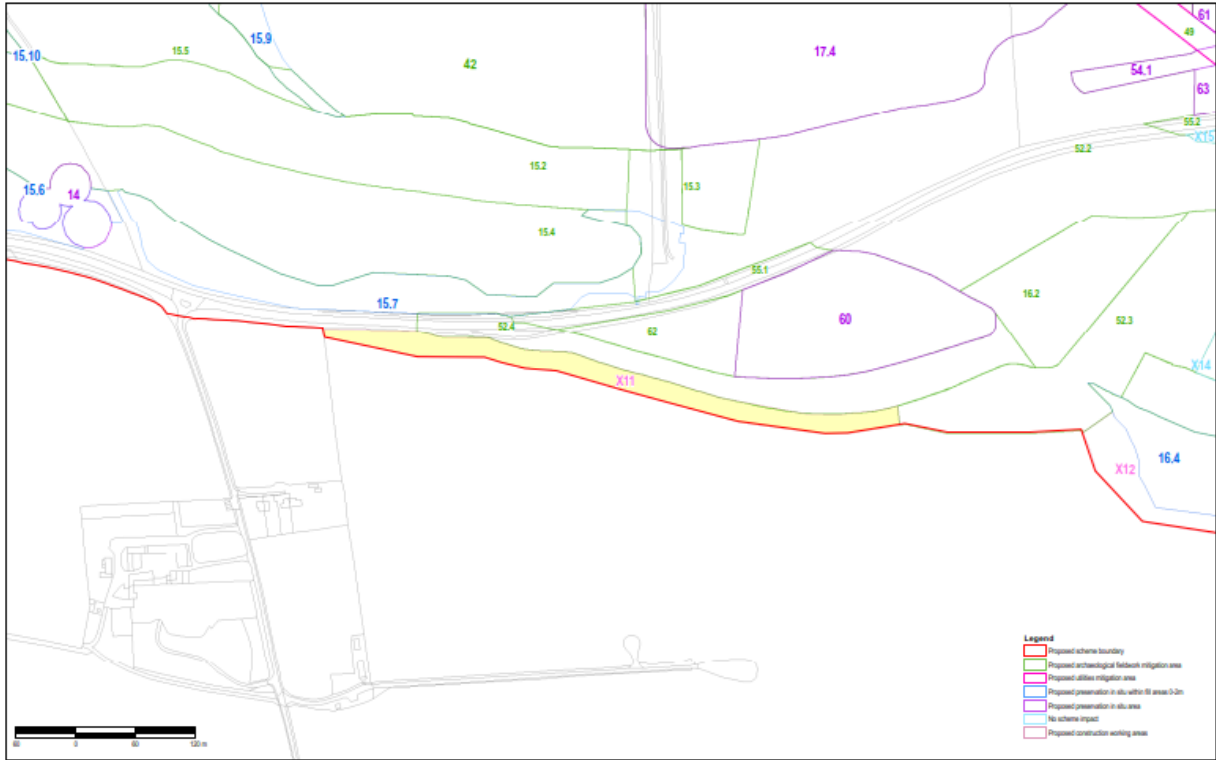 61
15.9
49
15.10
15.5
42
17.4
54.1
63
55.2
X15
52.2
15.2
15.3
15.6
14
15.4
55.1
16.2
15.7
52.4
62
60
52.3
X14
X11
16.4
X12
Legend
Proposed scheme boundary
Proposed archaeological fieldwork mitigation area
Proposed utilities mitigation area
Proposed preservation in situ within fill areas 0-2m
Proposed preservation in situ area
No scheme impact
Proposed construction working areas
60 0 60 120 m